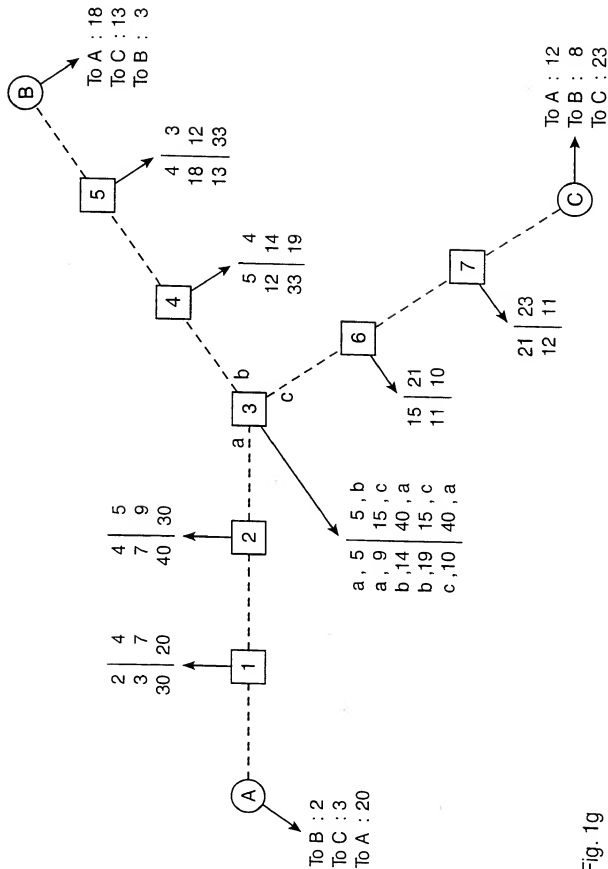 B
To A : 18
To C : 13
To B : 3
5
4 3
18 12
13 33
4
5 4
12 14
33 19
2 4
3 7
30 20
4 5
7 9
40 30
A
1
2
a
3
b
c
To B : 2
To C : 3
To A : 20
a , 5 5 , b
a , 9 15 , c
b , 14 40 , a
b , 19 15 , c
c , 10 40 , a
6
15 21
11 10
7
21 23
12 11
C
To A : 12
To B : 8
To C : 23
Fig. 1g